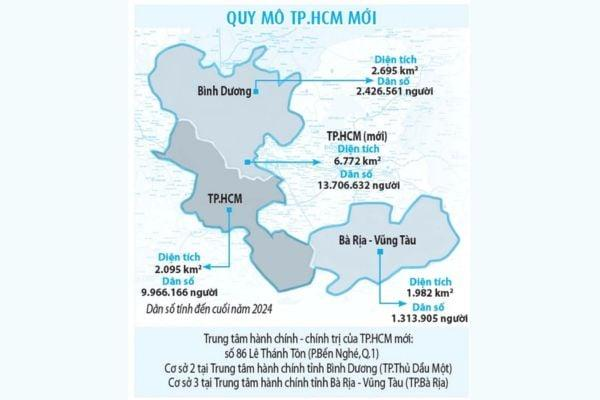 QUY MÔ TP.HCM MỚI
Diện tích
2.695 km²
Dân số
2.426.561 người
Bình Dương
TP.HCM (mới)
Diện tích
6.772 km²
Dân số
13.706.632 người
TP.HCM
Bà Rịa - Vũng Tàu
Diện tích
2.095 km²
Dân số
9.966.166 người
Diện tích
1.982 km²
Dân số
1.313.905 người
Dân số tính đến cuối năm 2024
Trung tâm hành chính - chính trị của TP.HCM mới:
số 86 Lê Thánh Tôn (P.Bến Nghé,Q.1)
Cơ sở 2 tại Trung tâm hành chính tỉnh Bình Dương (TP.Thủ Dầu Một)
Cơ sở 3 tại Trung tâm hành chính tỉnh Bà Rịa - Vũng Tàu (TP.Bà Rịa)